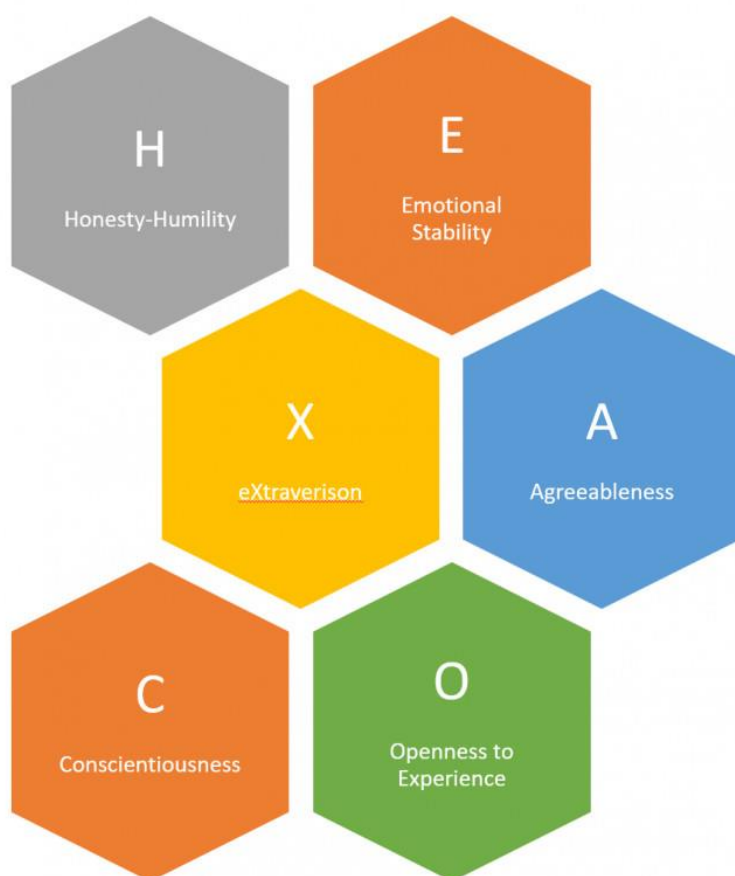 H
Honesty-Humility
E
Emotional
Stability
X
eXtraverison
A
Agreeableness
C
Conscientiousness
O
Openness to
Experience